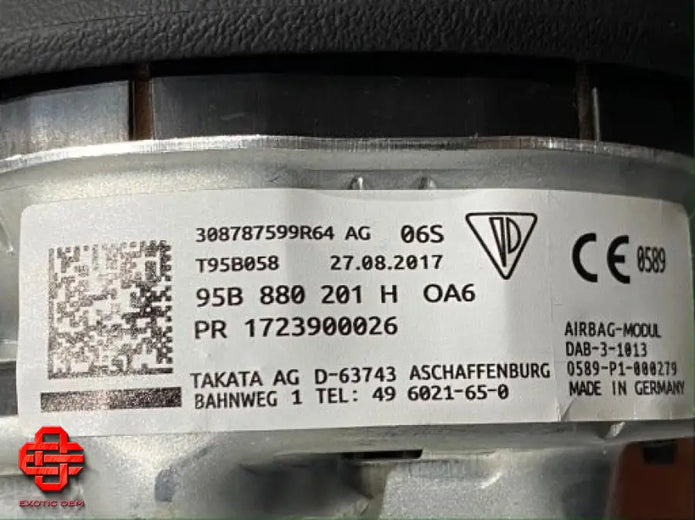 308787599R64 AG 06S
T95B058 27.08.2017
95B 880 201 H OA6
PR 1723900026
TAKATA AG D-63743 ASCHAFFENBURG
BAHNWEG 1 TEL: 49 6021-65-0
CE 0589
AIRBAG-MODUL
DAB-3-1013
0589-P1-000279
MADE IN GERMANY
EXOTIC OEM